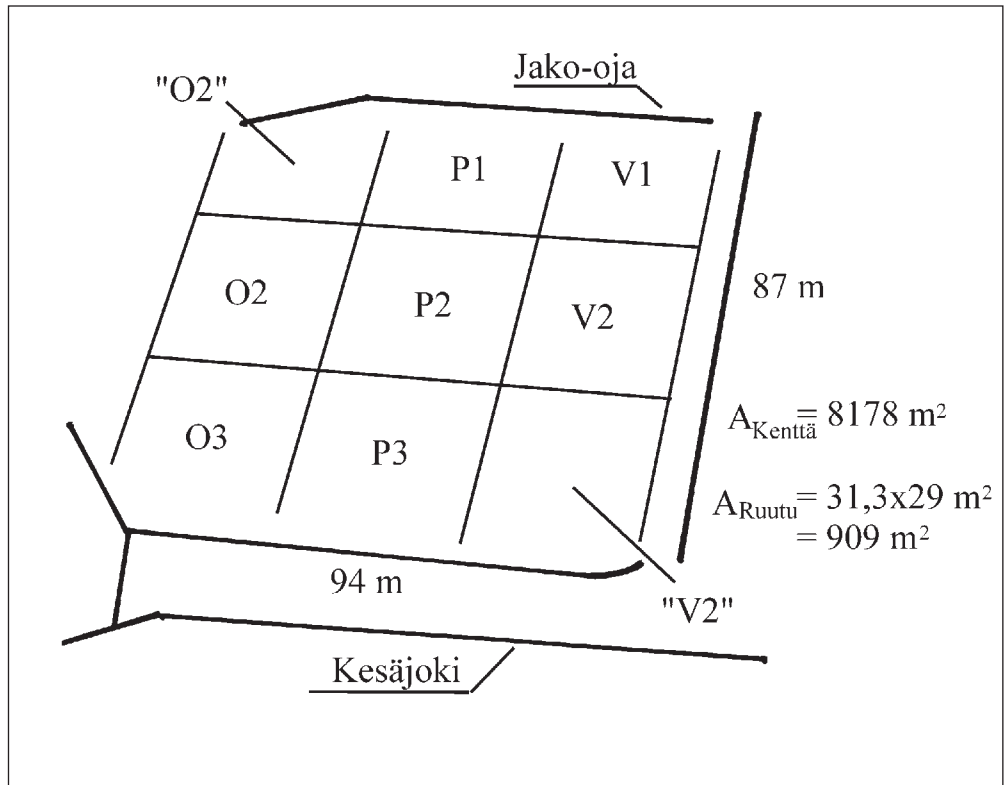 Jako-oja
"O2"
P1
V1
O2
P2
V2
87 m
O3
P3
A_Kenttä = 8178 m²
A_Ruutu = 31,3x29 m²
= 909 m²
94 m
"V2"
Kesäjoki